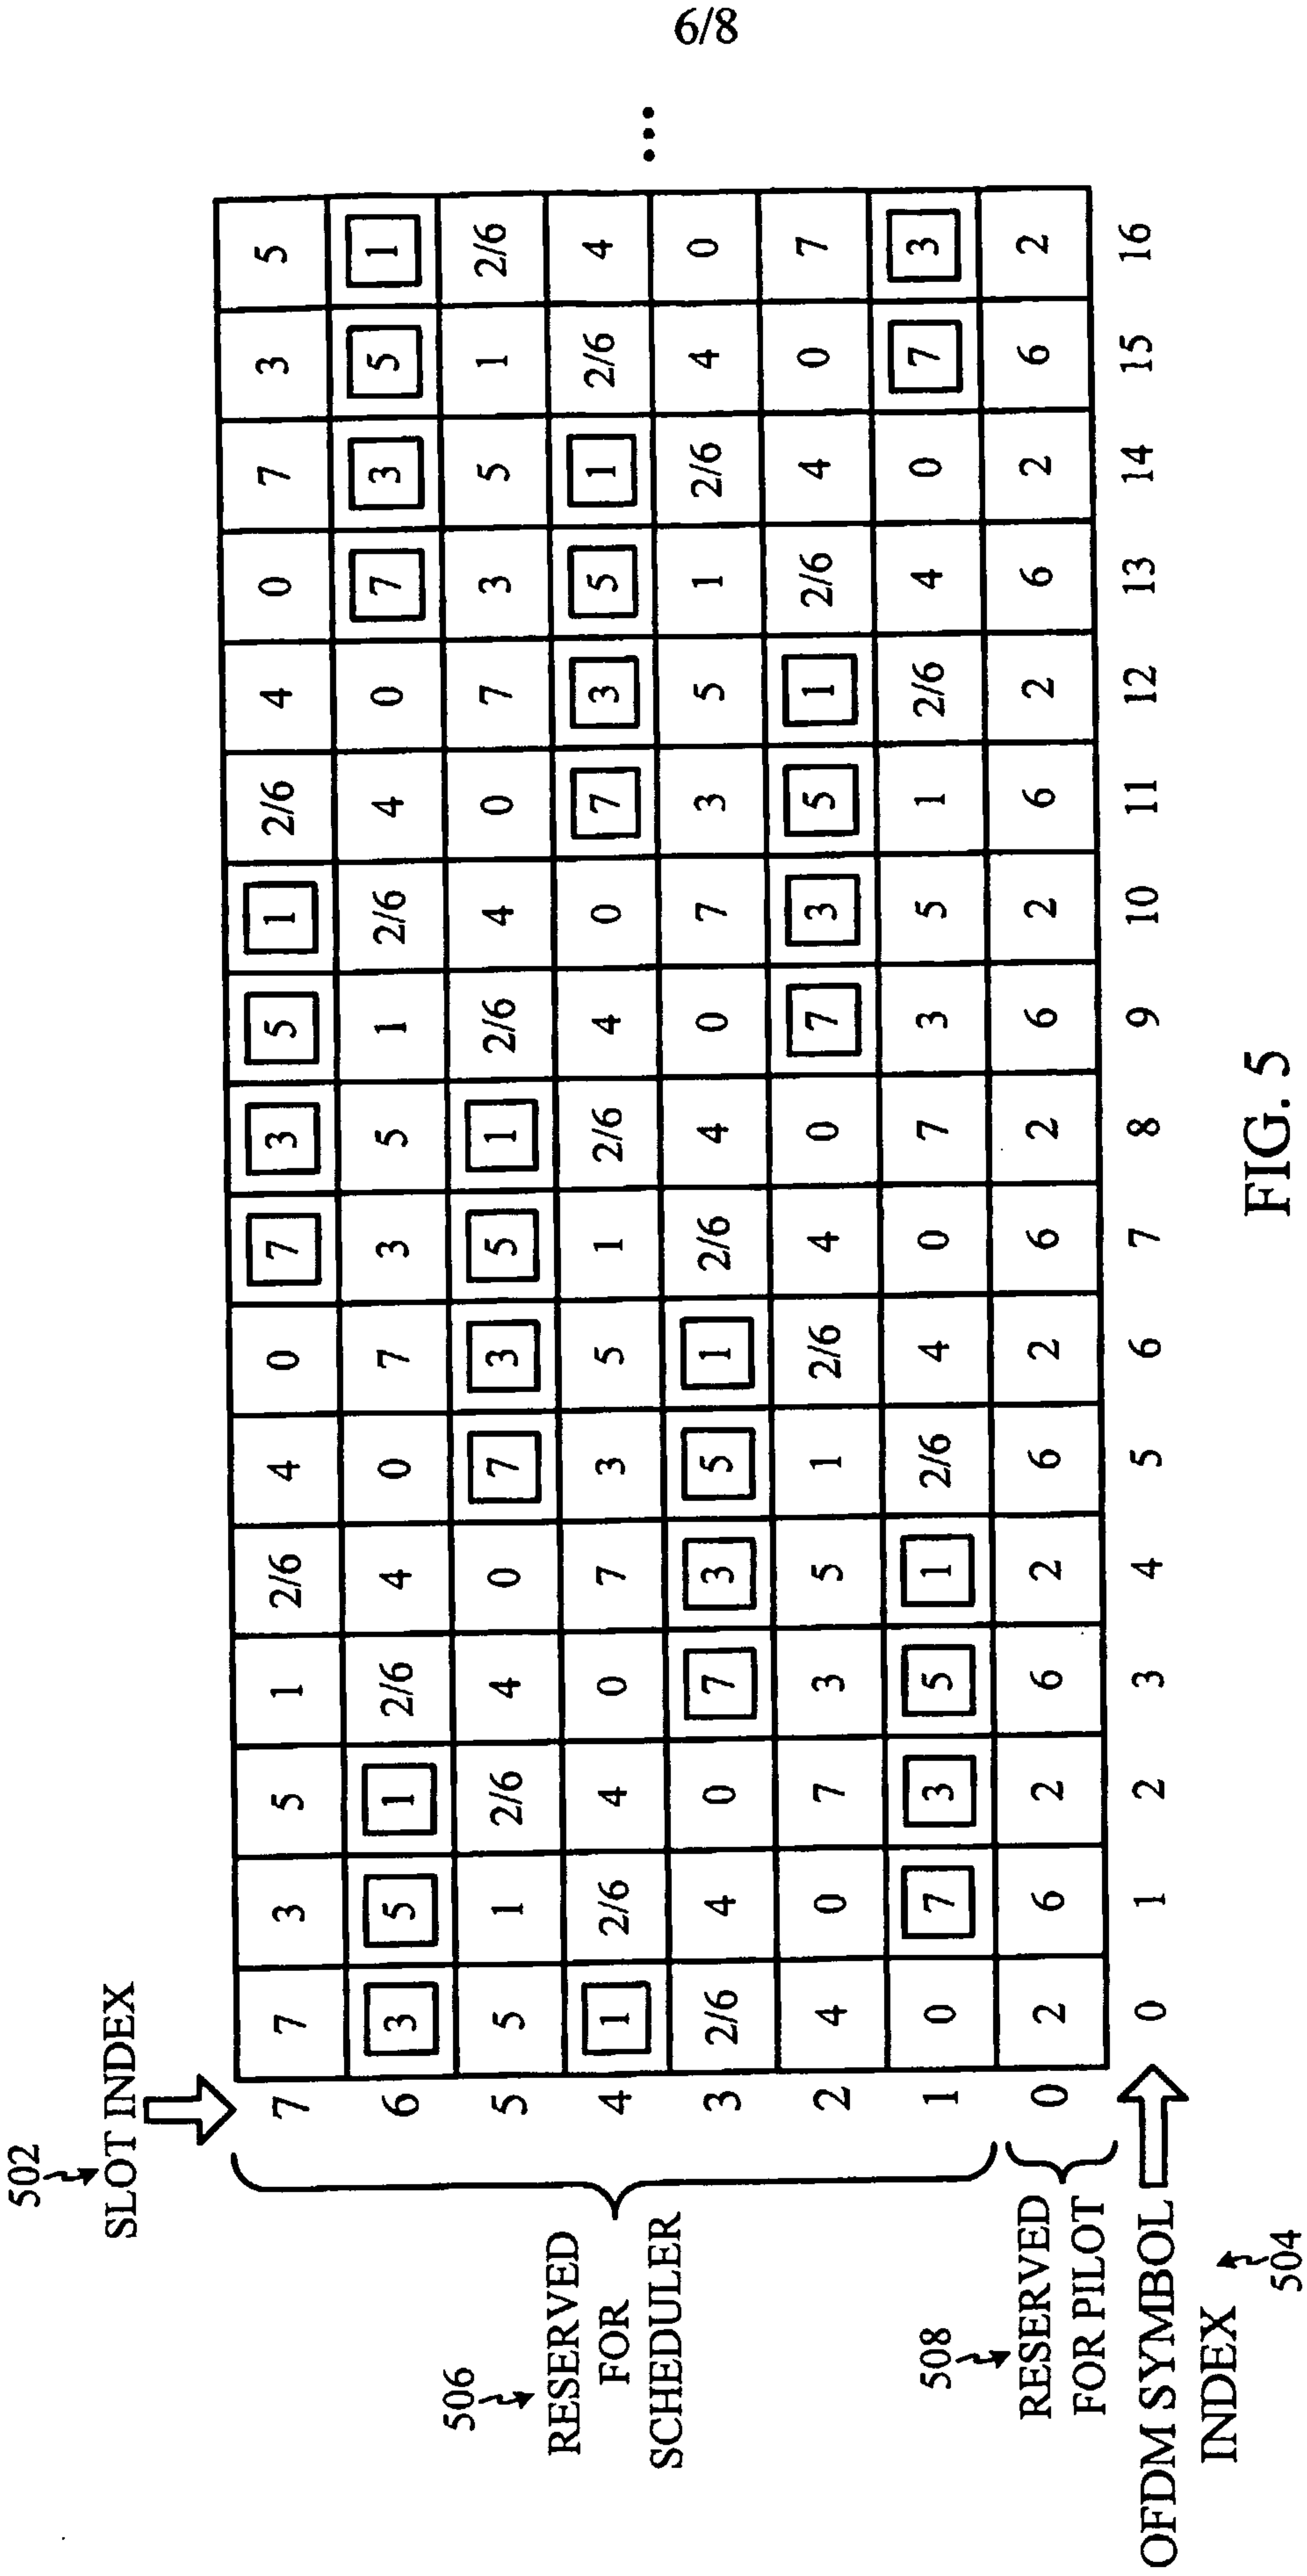 6/8
502
SLOT INDEX
7 7 3 5 1 2/6 4 0 7 3 5 1 2/6 4 0 7 3 5
6 3 5 1 2/6 4 0 7 3 5 1 2/6 4 0 7 3 5 1
5 5 1 2/6 4 0 7 3 5 1 2/6 4 0 7 3 5 1 2/6
4 1 2/6 4 0 7 3 5 1 2/6 4 0 7 3 5 1 2/6 4
3 2/6 4 0 7 3 5 1 2/6 4 0 7 3 5 1 2/6 4 0
2 4 0 7 3 5 1 2/6 4 0 7 3 5 1 2/6 4 0 7
1 0 7 3 5 1 2/6 4 0 7 3 5 1 2/6 4 0 7 3
0 2 6 2 6 2 6 2 6 2 6 2 6 2 6 2 6 2
0 1 2 3 4 5 6 7 8 9 10 11 12 13 14 15 16
...
506
RESERVED
FOR
SCHEDULER
508
RESERVED
FOR PILOT
OFDM SYMBOL
INDEX
504
FIG. 5